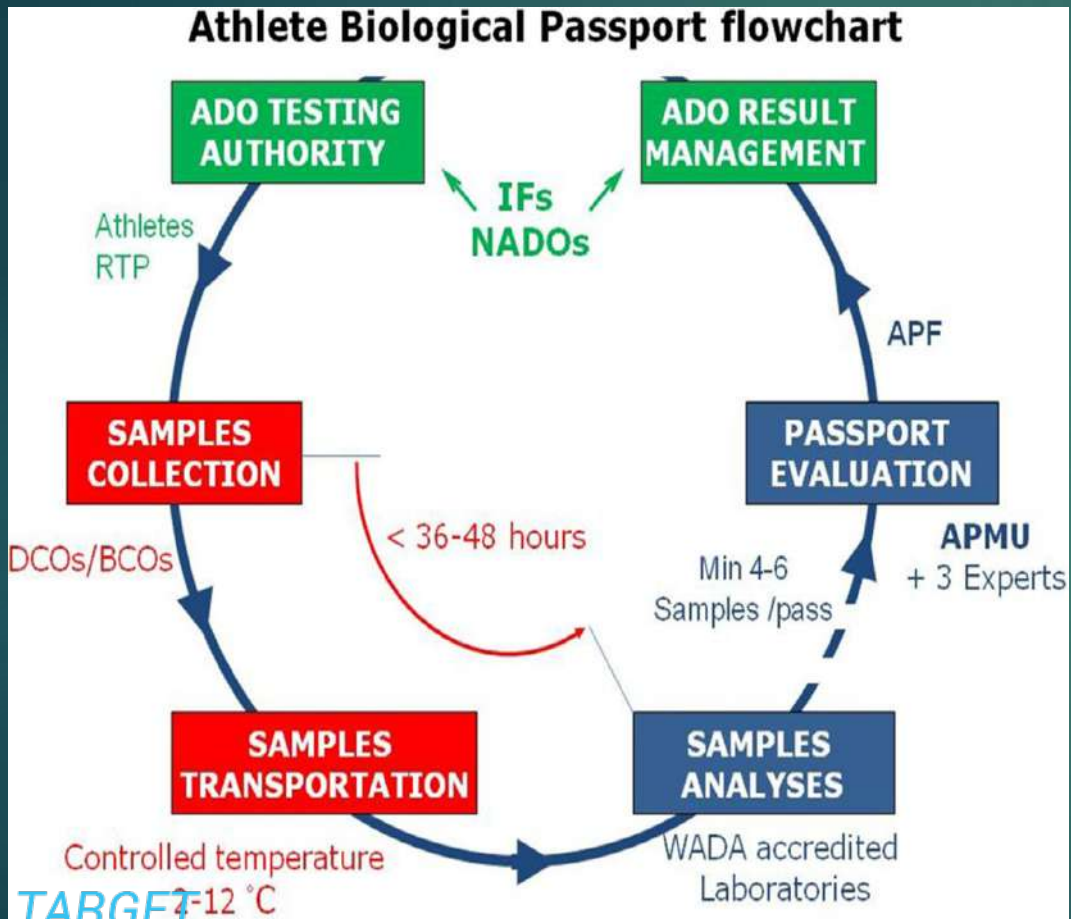 Athlete Biological Passport flowchart
ADO TESTING
AUTHORITY
ADO RESULT
MANAGEMENT
IFs
NADOs
Athletes
RTP
APF
SAMPLES
COLLECTION
PASSPORT
EVALUATION
DCOs/BCOs
< 36-48 hours
APMU
+ 3 Experts
Min 4-6
Samples /pass
SAMPLES
TRANSPORTATION
SAMPLES
ANALYSES
Controlled temperature
2-12 °C
WADA accredited
Laboratories
TARGET